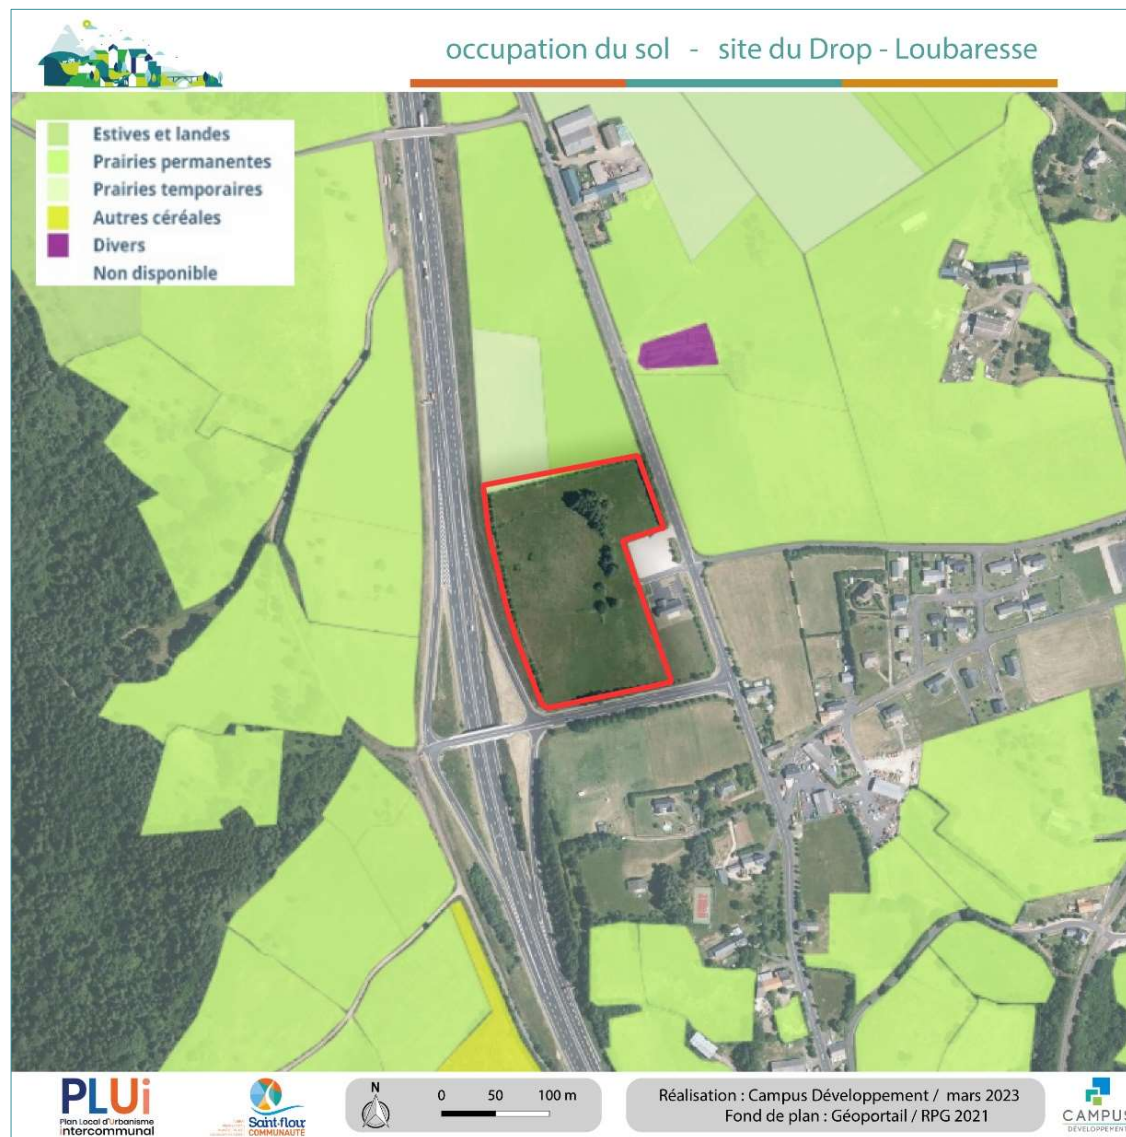 occupation du sol - site du Drop - Loubaresse
Estives et landes
Prairies permanentes
Prairies temporaires
Autres céréales
Divers
Non disponible
PLUi
Plan Local d'Urbanisme
intercommunal
Saint-flour
COMMUNAUTÉ
N
0 50 100 m
Réalisation : Campus Développement / mars 2023
Fond de plan : Géoportail / RPG 2021
CAMPUS
DÉVELOPPEMENT